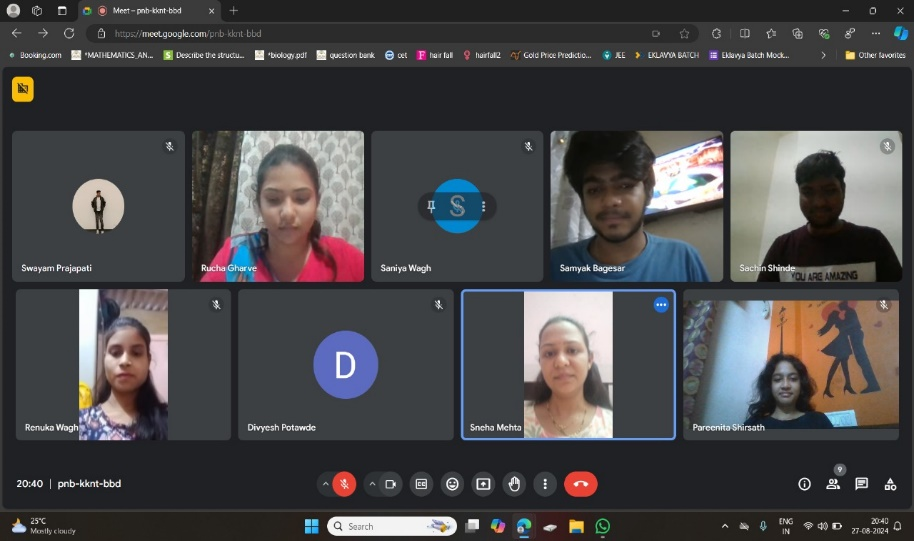 Meet – pnb-kknt-bbd
https://meet.google.com/pnb-kknt-bbd
Booking.com
*MATHEMATICS_AN...
Describe the structu...
*biology.pdf
question bank
cet
hair fall
hairfall2
Gold Price Predictio...
JEE
EKLAVYA BATCH
Eklavya Batch Mock...
Other favorites
S
Swayam Prajapati
Rucha Gharve
Saniya Wagh
Samyak Bagesar
YOU ARE AMAZING
Sachin Shinde
D
Renuka Wagh
Divyesh Potawde
Sneha Mehta
Pareenita Shirsath
9
20:40 | pnb-kknt-bbd
25°C
Mostly cloudy
Search
ENG
IN
20:40
27-08-2024